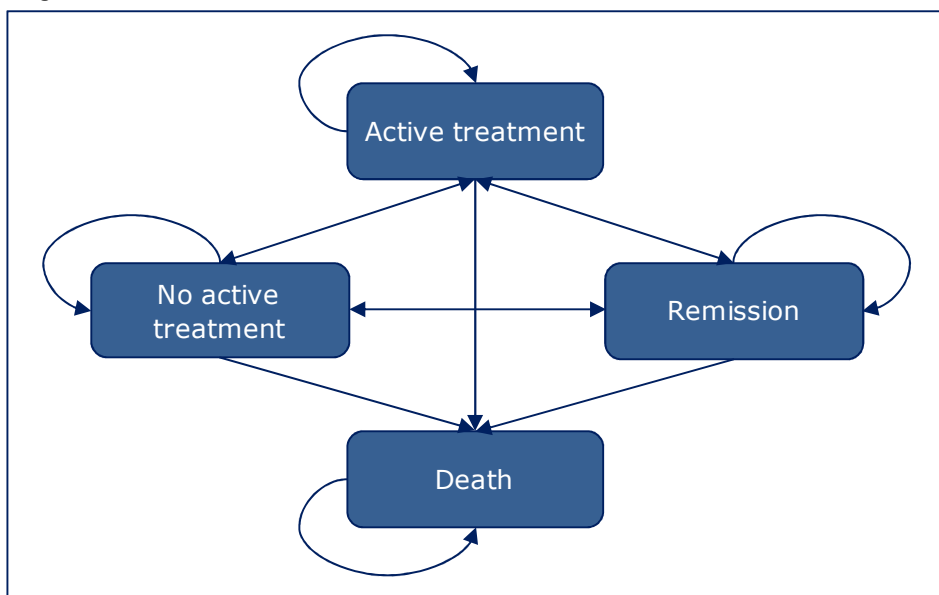 Active treatment
No active
treatment
Remission
Death